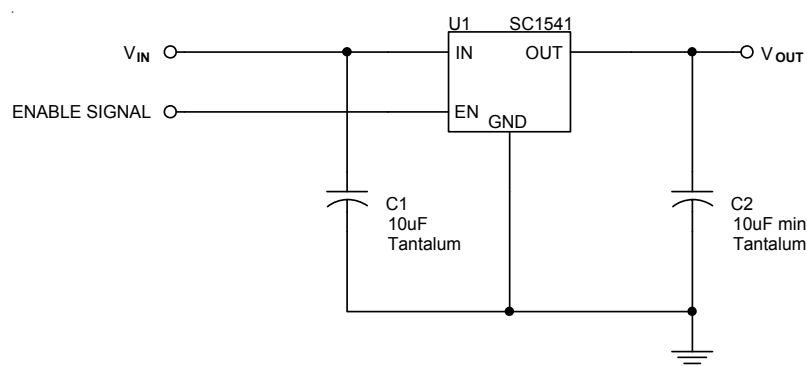 U1 SC1541
VIN IN OUT VOUT
ENABLE SIGNAL EN
GND
C1
10uF
Tantalum
C2
10uF min
Tantalum